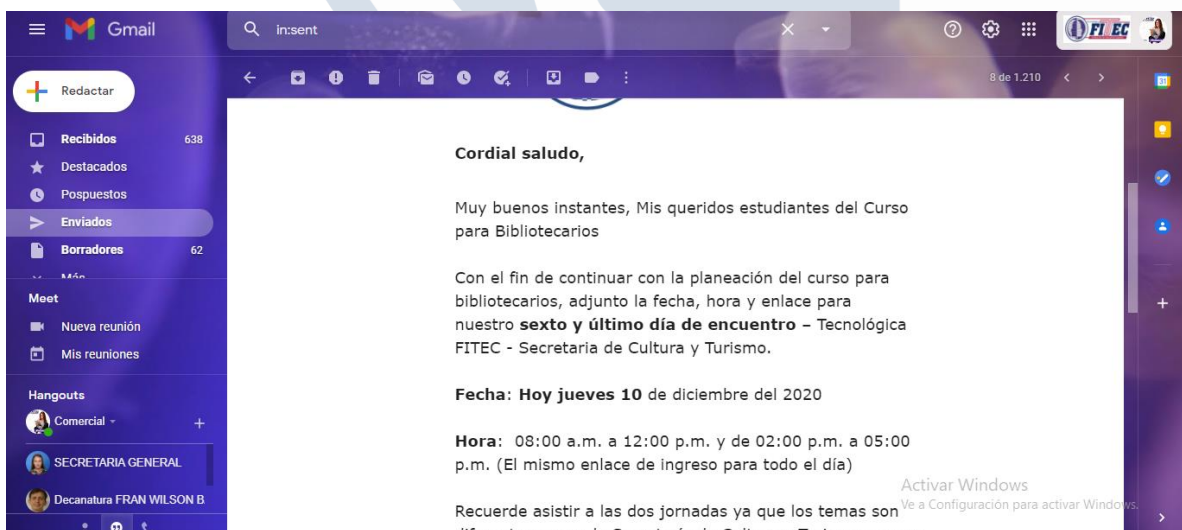 Gmail
in:sent
FITEC
Redactar
8 de 1.210
Recibidos 638
Destacados
Pospuestos
Enviados
Borradores 62
Más
Meet
Nueva reunión
Mis reuniones
Hangouts
Comercial
SECRETARIA GENERAL
Decanatura FRAN WILSON B
Cordial saludo,
Muy buenos instantes, Mis queridos estudiantes del Curso
para Bibliotecarios
Con el fin de continuar con la planeación del curso para
bibliotecarios, adjunto la fecha, hora y enlace para
nuestro sexto y último día de encuentro – Tecnológica
FITEC - Secretaria de Cultura y Turismo.
Fecha: Hoy jueves 10 de diciembre del 2020
Hora: 08:00 a.m. a 12:00 p.m. y de 02:00 p.m. a 05:00
p.m. (El mismo enlace de ingreso para todo el día)
Recuerde asistir a las dos jornadas ya que los temas son
Activar Windows
Ve a Configuración para activar Windows.